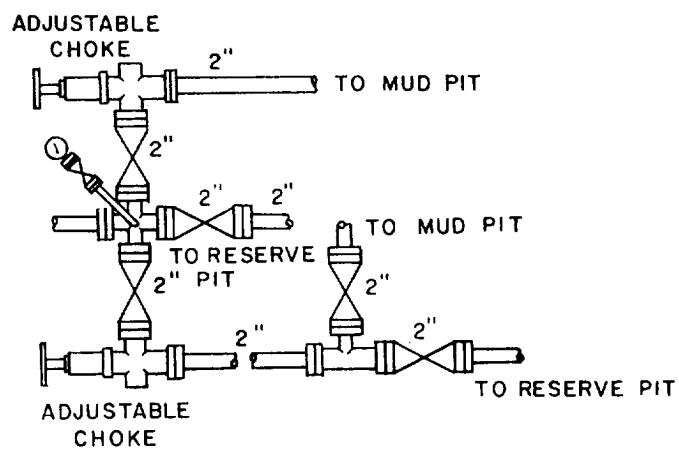 ADJUSTABLE
CHOKE
2"
TO MUD PIT
2"
2"
2"
TO RESERVE
PIT
2"
TO MUD PIT
2"
2"
2"
TO RESERVE PIT
ADJUSTABLE
CHOKE